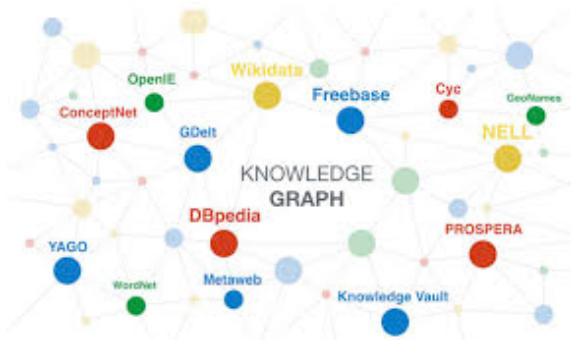 Wikidata
OpenIE
Freebase
Cyc
GeoNames
ConceptNet
GDelt
NELL
KNOWLEDGE
GRAPH
DBpedia
PROSPERA
YAGO
WordNet
Metaweb
Knowledge Vault